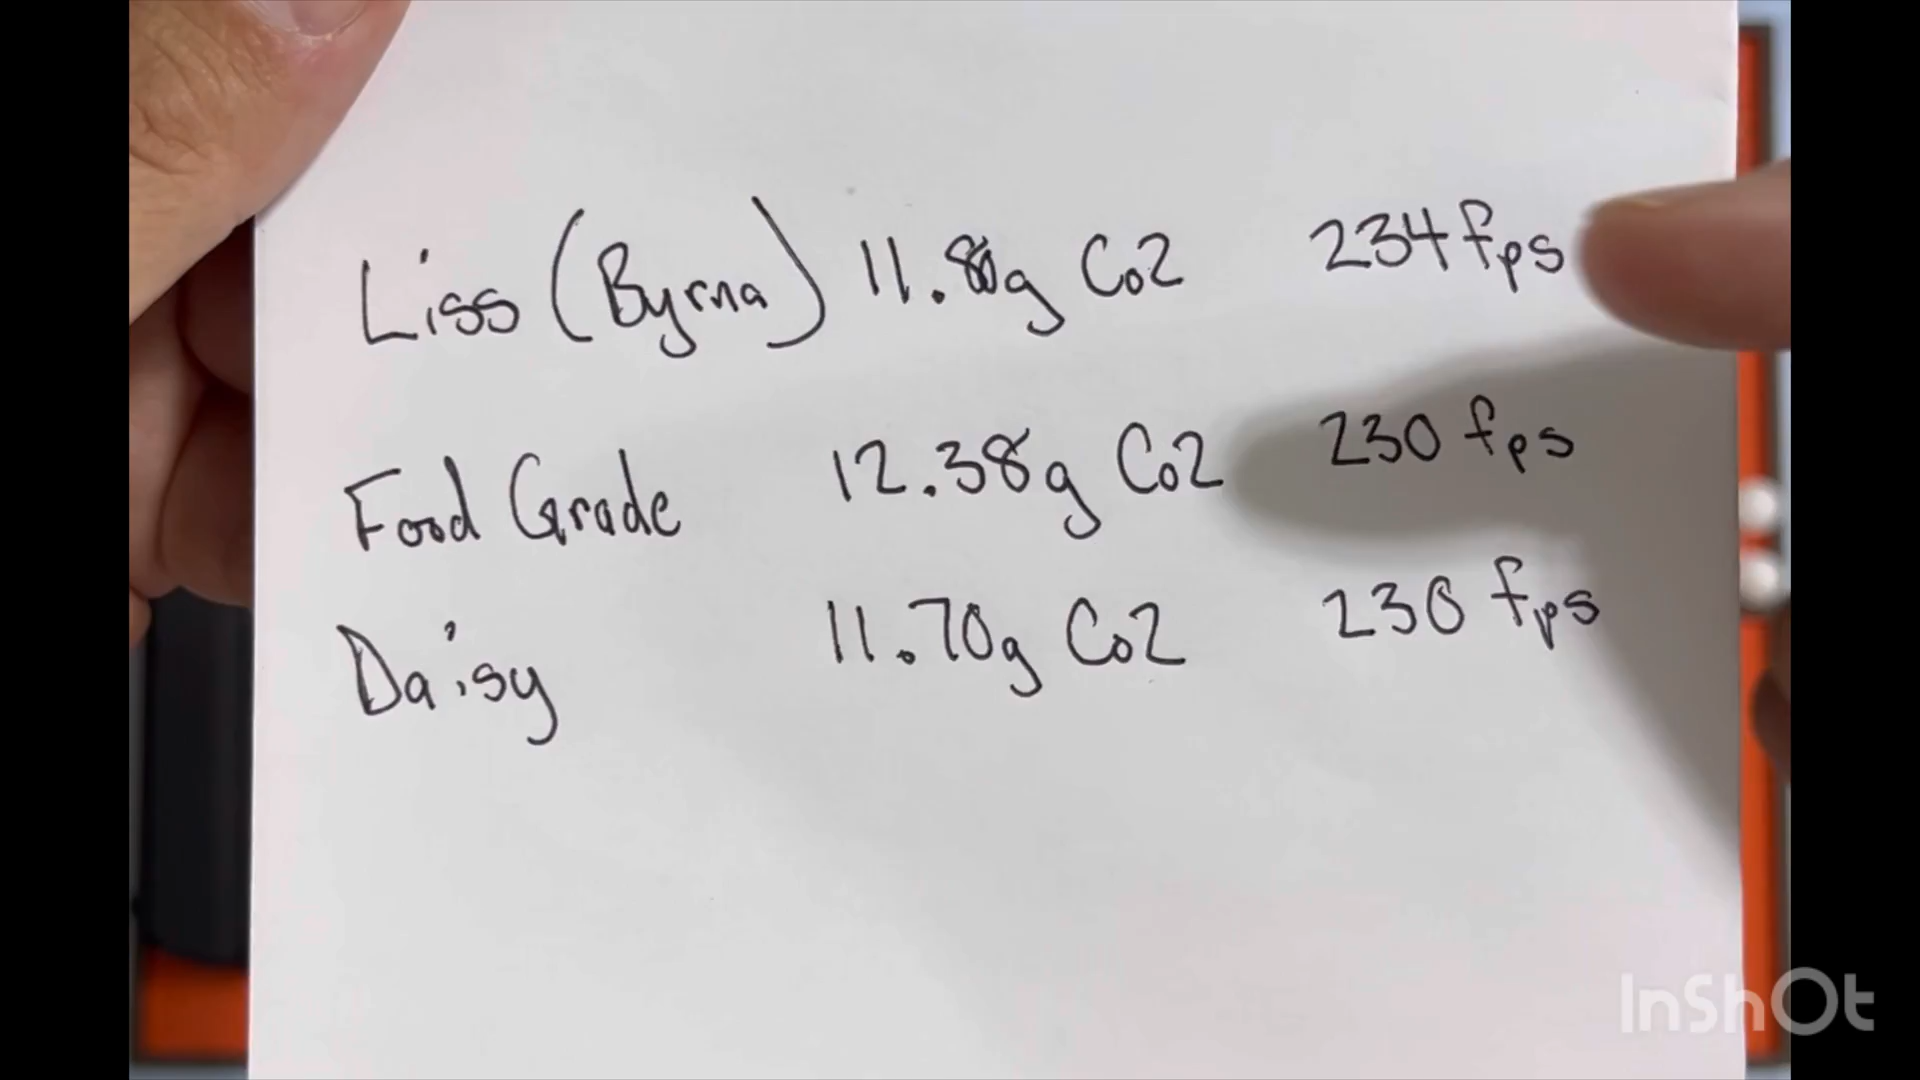 Liss (Byrna) 11.80g Co2 234 fps
Food Grade 12.38g Co2 230 fps
Daisy 11.70g Co2 230 fps
InShOt